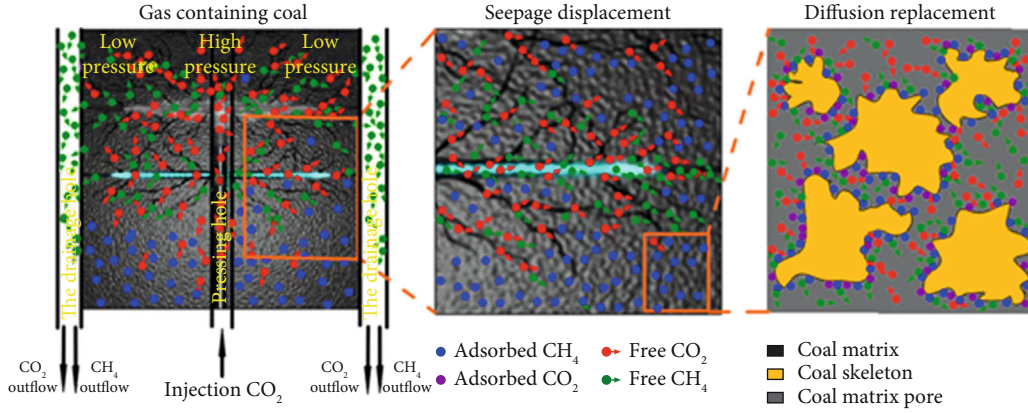 Gas containing coal
Seepage displacement
Diffusion replacement
Low
pressure
High
pressure
Low
pressure
The drainage hole
Pressing hole
The drainage hole
CO2
outflow
CH4
outflow
Injection CO2
CO2
outflow
CH4
outflow
Adsorbed CH4
Free CO2
Adsorbed CO2
Free CH4
Coal matrix
Coal skeleton
Coal matrix pore